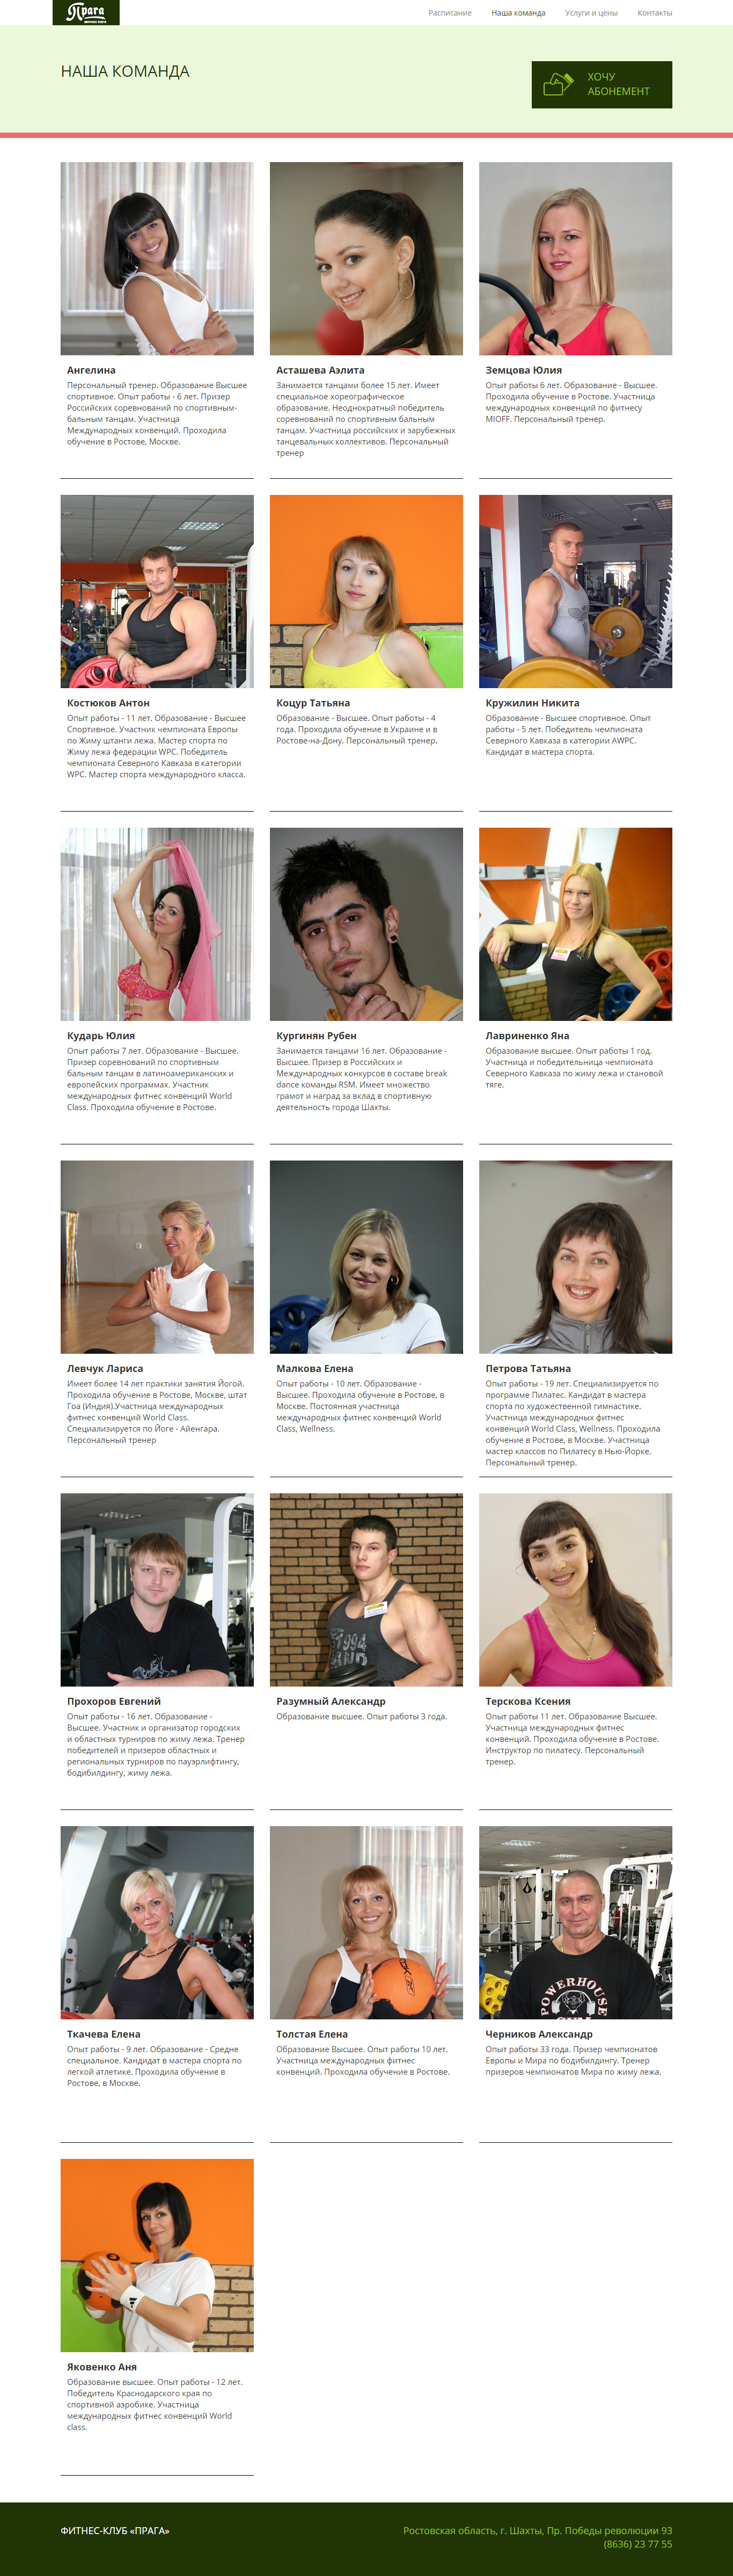 Прага
ФИТНЕС КЛУБ
Расписание Наша команда Услуги и цены Контакты
НАША КОМАНДА
ХОЧУ
АБОНЕМЕНТ
Ангелина
Персональный тренер. Образование Высшее
спортивное. Опыт работы - 6 лет. Призер
Российских соревнований по спортивным-
бальным танцам. Участница
Международных конвенций. Проходила
обучение в Ростове, Москве.
Асташева Аэлита
Занимается танцами более 15 лет. Имеет
специальное хореографическое
образование. Неоднократный победитель
соревнований по спортивным бальным
танцам. Участница российских и зарубежных
танцевальных коллективов. Персональный
тренер
Земцова Юлия
Опыт работы 6 лет. Образование - Высшее.
Проходила обучение в Ростове. Участница
международных конвенций по фитнесу
MIOFF. Персональный тренер.
Костюков Антон
Опыт работы - 11 лет. Образование - Высшее
Спортивное. Участник чемпионата Европы
по Жиму штанги лежа. Мастер спорта по
Жиму лежа федерации WPC. Победитель
чемпионата Северного Кавказа в категории
WPC. Мастер спорта международного класса.
Коцур Татьяна
Образование - Высшее. Опыт работы - 4
года. Проходила обучение в Украине и в
Ростове-на-Дону. Персональный тренер.
Кружилин Никита
Образование - Высшее спортивное. Опыт
работы - 5 лет. Победитель чемпионата
Северного Кавказа в категории AWPC.
Кандидат в мастера спорта.
Кударь Юлия
Опыт работы 7 лет. Образование - Высшее.
Призер соревнований по спортивным
бальным танцам в латиноамериканских и
европейских программах. Участник
международных фитнес конвенций World
Class. Проходила обучение в Ростове.
Кургинян Рубен
Занимается танцами 16 лет. Образование -
Высшее. Призер в Российских и
Международных конкурсов в составе break
dance команды RSM. Имеет множество
грамот и наград за вклад в спортивную
деятельность города Шахты.
Лавриненко Яна
Образование высшее. Опыт работы 1 год.
Участница и победительница чемпионата
Северного Кавказа по жиму лежа и становой
тяге.
Левчук Лариса
Имеет более 14 лет практики занятия Йогой.
Проходила обучение в Ростове, Москве, штат
Гоа (Индия).Участница международных
фитнес конвенций World Class.
Специализируется по Йоге - Айенгара.
Персональный тренер
Малкова Елена
Опыт работы - 10 лет. Образование -
Высшее. Проходила обучение в Ростове, в
Москве. Постоянная участница
международных фитнес конвенций World
Class, Wellness.
Петрова Татьяна
Опыт работы - 19 лет. Специализируется по
программе Пилатес. Кандидат в мастера
спорта по художественной гимнастике.
Участница международных фитнес
конвенций World Class, Wellness. Проходила
обучение в Ростове, в Москве. Участница
мастер классов по Пилатесу в Нью-Йорке.
Персональный тренер.
Прохоров Евгений
Опыт работы - 16 лет. Образование -
Высшее. Участник и организатор городских
и областных турниров по жиму лежа. Тренер
победителей и призеров областных и
региональных турниров по пауэрлифтингу,
бодибилдингу, жиму лежа.
Разумный Александр
Образование высшее. Опыт работы 3 года.
Терскова Ксения
Опыт работы 11 лет. Образование Высшее.
Участница международных фитнес
конвенций. Проходила обучение в Ростове.
Инструктор по пилатесу. Персональный
тренер.
POWERHOUSE
GYM
Ткачева Елена
Опыт работы - 9 лет. Образование - Средне
специальное. Кандидат в мастера спорта по
легкой атлетике. Проходила обучение в
Ростове, в Москве.
Толстая Елена
Образование Высшее. Опыт работы 10 лет.
Участница международных фитнес
конвенций. Проходила обучение в Ростове.
Черников Александр
Опыт работы 33 года. Призер чемпионатов
Европы и Мира по бодибилдингу. Тренер
призеров чемпионатов Мира по жиму лежа.
Яковенко Аня
Образование высшее. Опыт работы - 12 лет.
Победитель Краснодарского края по
спортивной аэробике. Участница
международных фитнес конвенций World
class.
ФИТНЕС-КЛУБ «ПРАГА»
Ростовская область, г. Шахты, Пр. Победы революции 93
(8636) 23 77 55